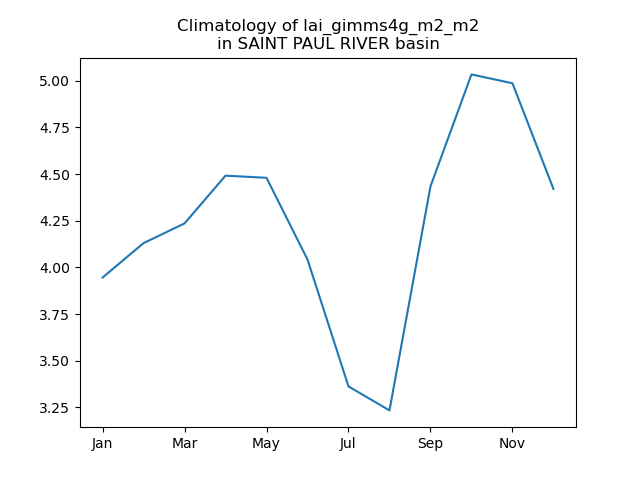 Climatology of lai_gimms4g_m2_m2
in SAINT PAUL RIVER basin
5.00
4.75
4.50
4.25
4.00
3.75
3.50
3.25
Jan Mar May Jul Sep Nov